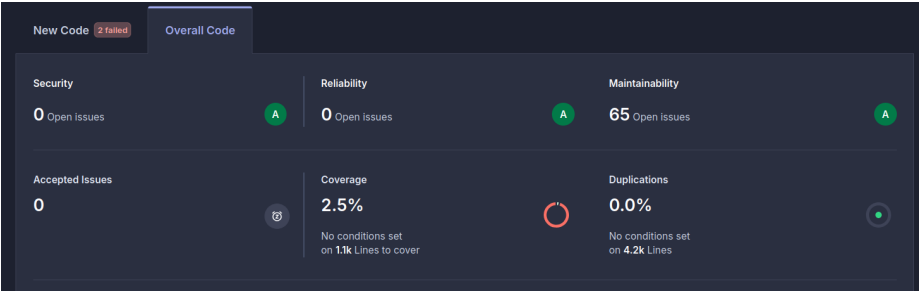 New Code 2 failed Overall Code
Security Reliability Maintainability
0 Open issues A 0 Open issues A 65 Open issues A
Accepted Issues Coverage Duplications
0 2.5% 0.0%
No conditions set No conditions set
on 1.1k Lines to cover on 4.2k Lines